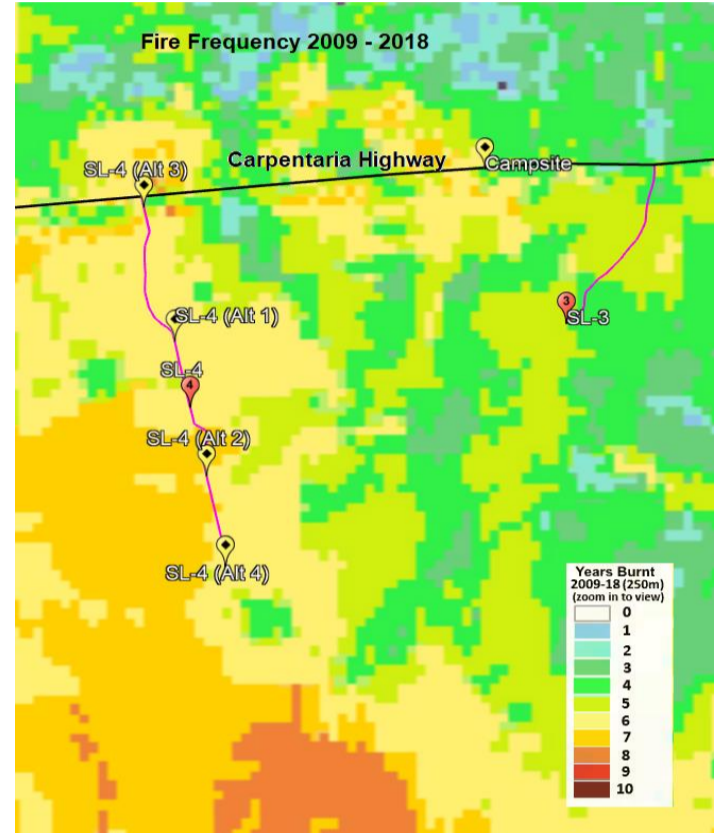 Fire Frequency 2009 - 2018
Carpentaria Highway
Campsite
SL-4 (Alt 3)
3
SL-3
SL-4 (Alt 1)
SL-4
4
SL-4 (Alt 2)
SL-4 (Alt 4)
Years Burnt
2009-18 (250m)
(zoom in to view)
0
1
2
3
4
5
6
7
8
9
10